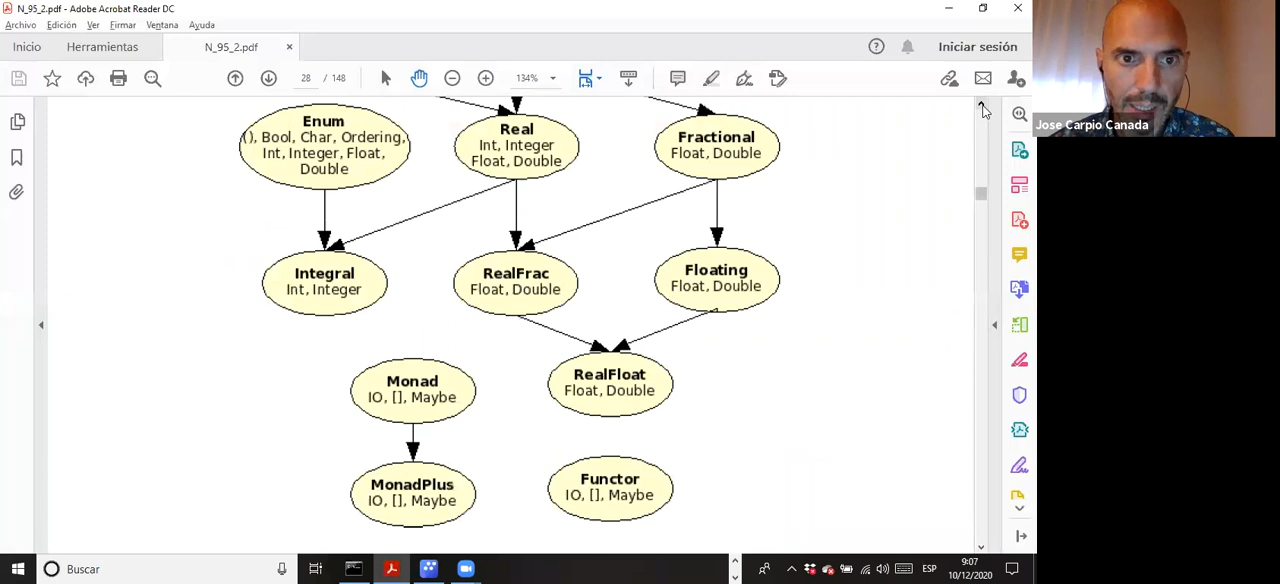 N_95_2.pdf - Adobe Acrobat Reader DC
Archivo Edición Ver Firmar Ventana Ayuda
Inicio Herramientas N_95_2.pdf × Iniciar sesión
28 / 148 134%
Jose Carpio Canada
Enum
(), Bool, Char, Ordering,
Int, Integer, Float,
Double
Real
Int, Integer
Float, Double
Fractional
Float, Double
Integral
Int, Integer
RealFrac
Float, Double
Floating
Float, Double
Monad
IO, [], Maybe
RealFloat
Float, Double
MonadPlus
IO, [], Maybe
Functor
IO, [], Maybe
Buscar
ESP
9:07
10/12/2020